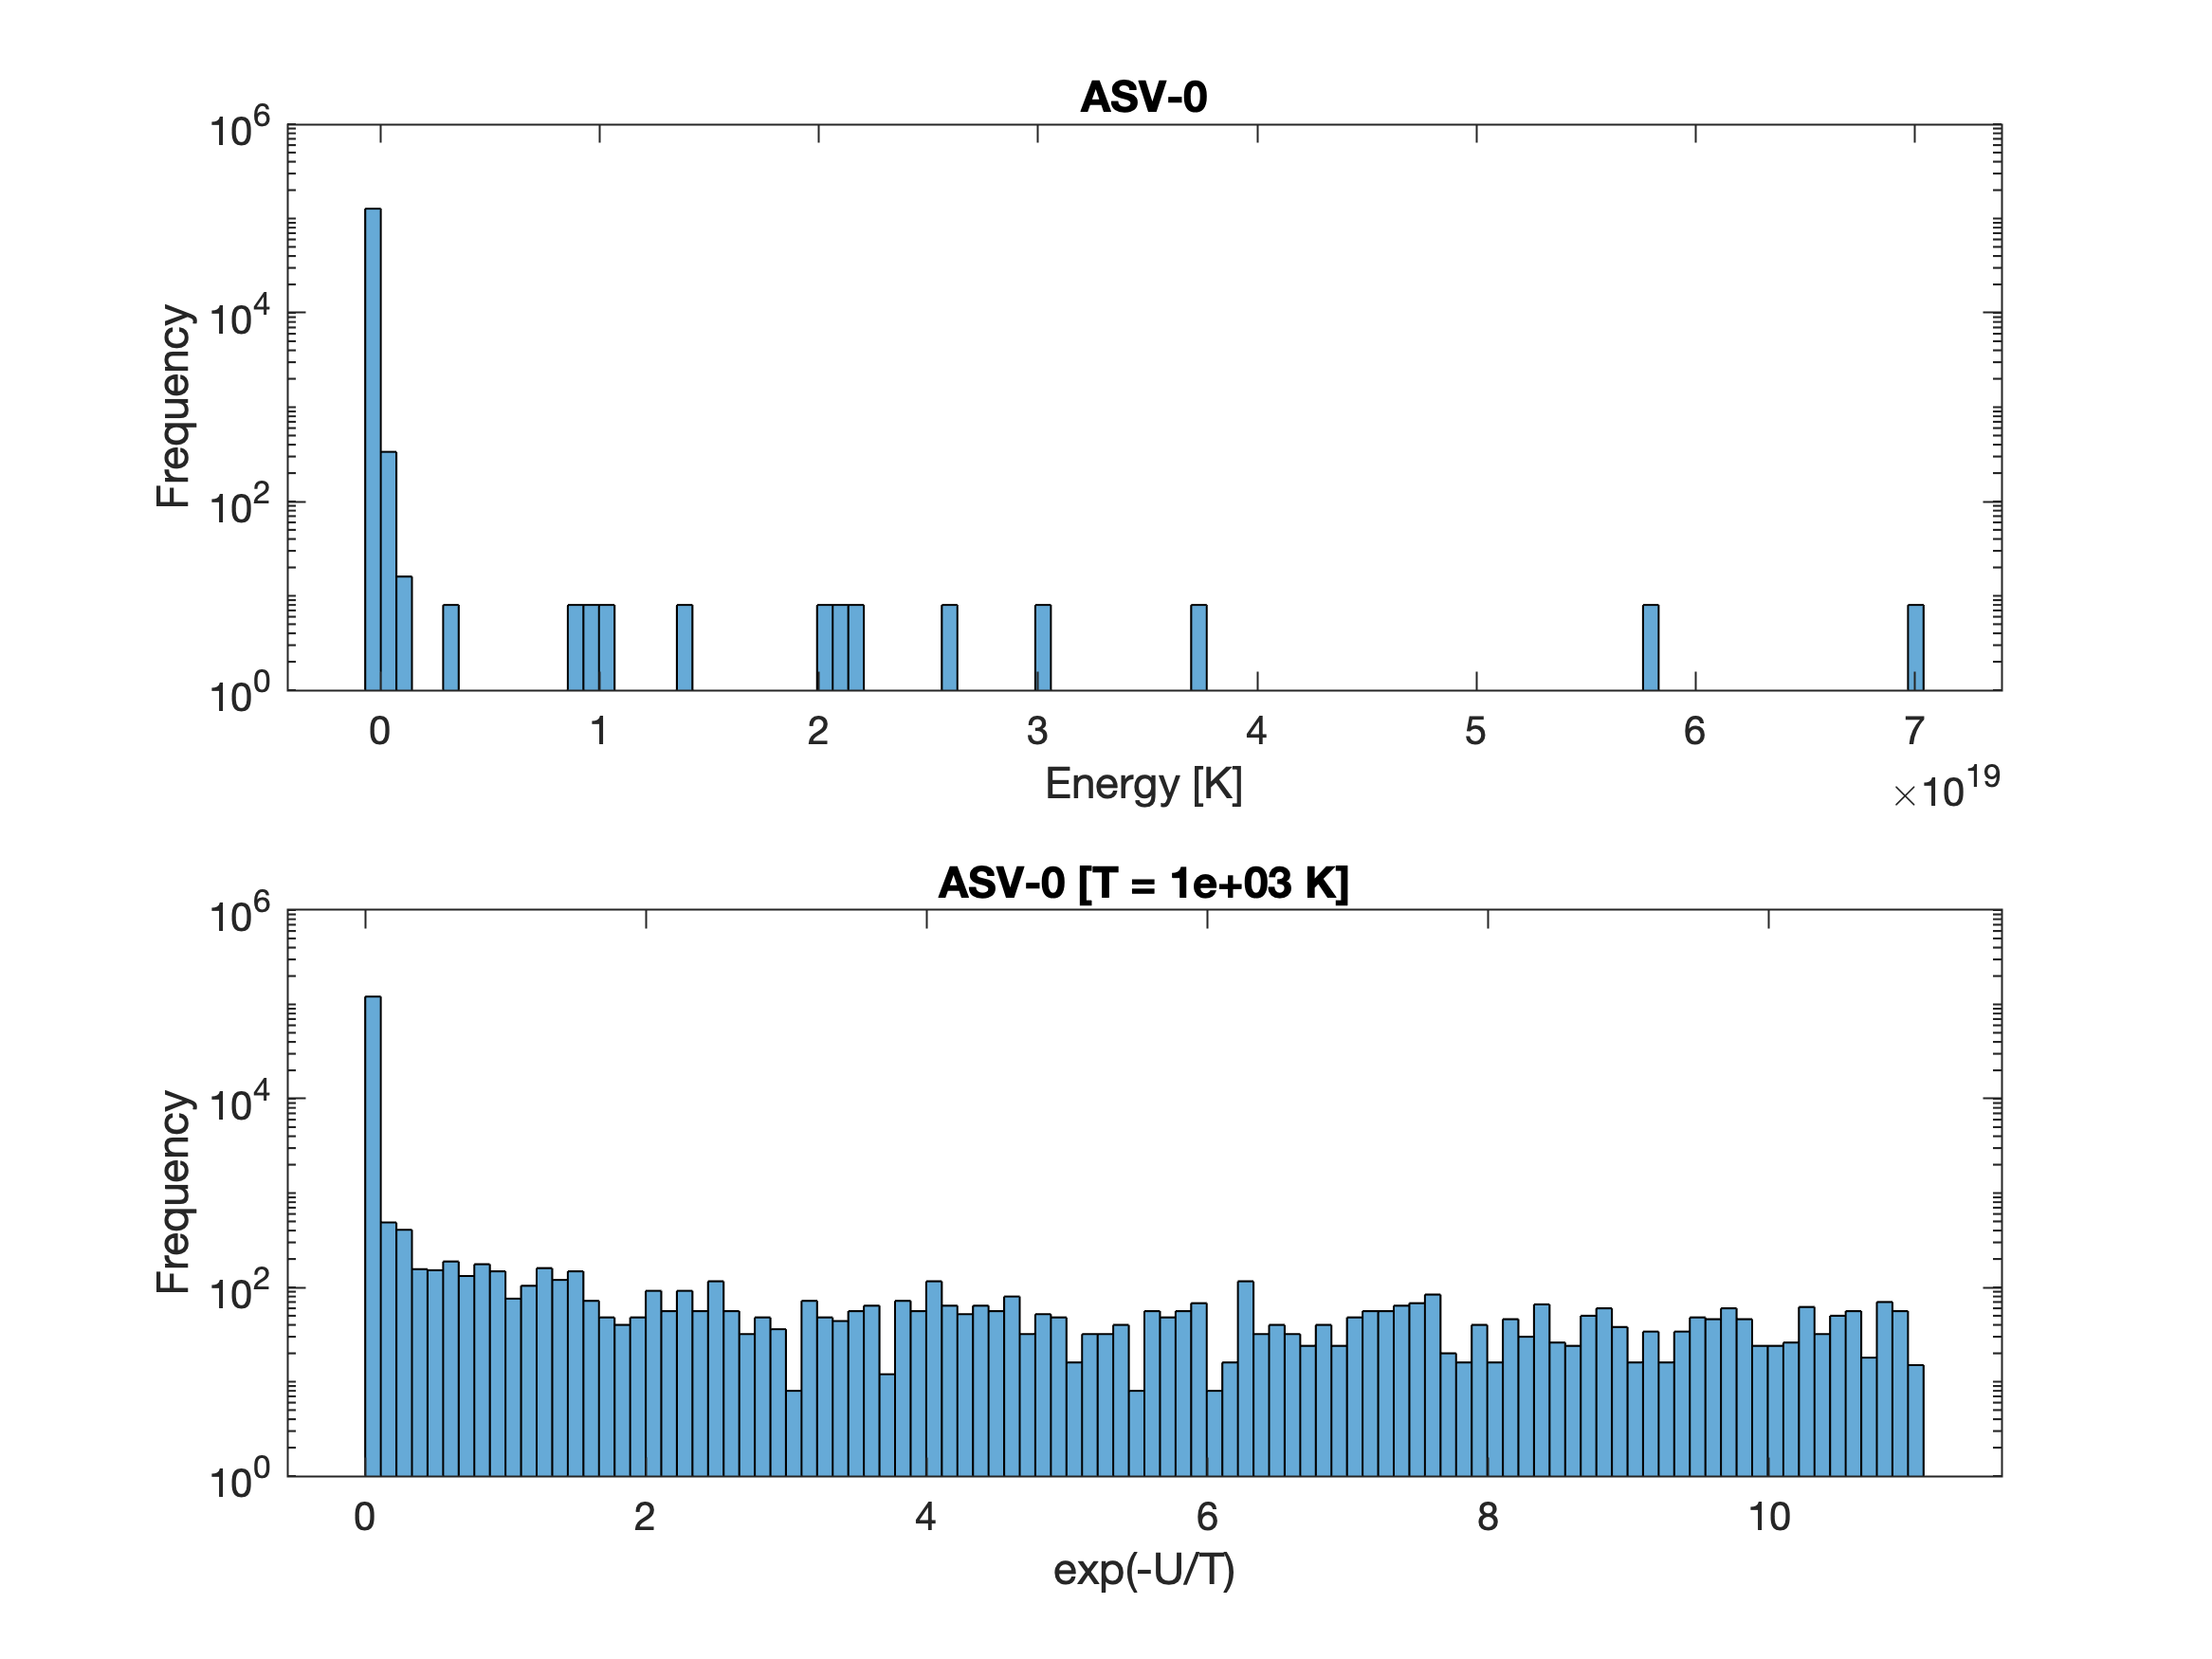 ASV-0
10^6
10^4
10^2
10^0
Frequency
0 1 2 3 4 5 6 7
Energy [K]
×10^19
ASV-0 [T = 1e+03 K]
10^6
10^4
10^2
10^0
Frequency
0 2 4 6 8 10
exp(-U/T)